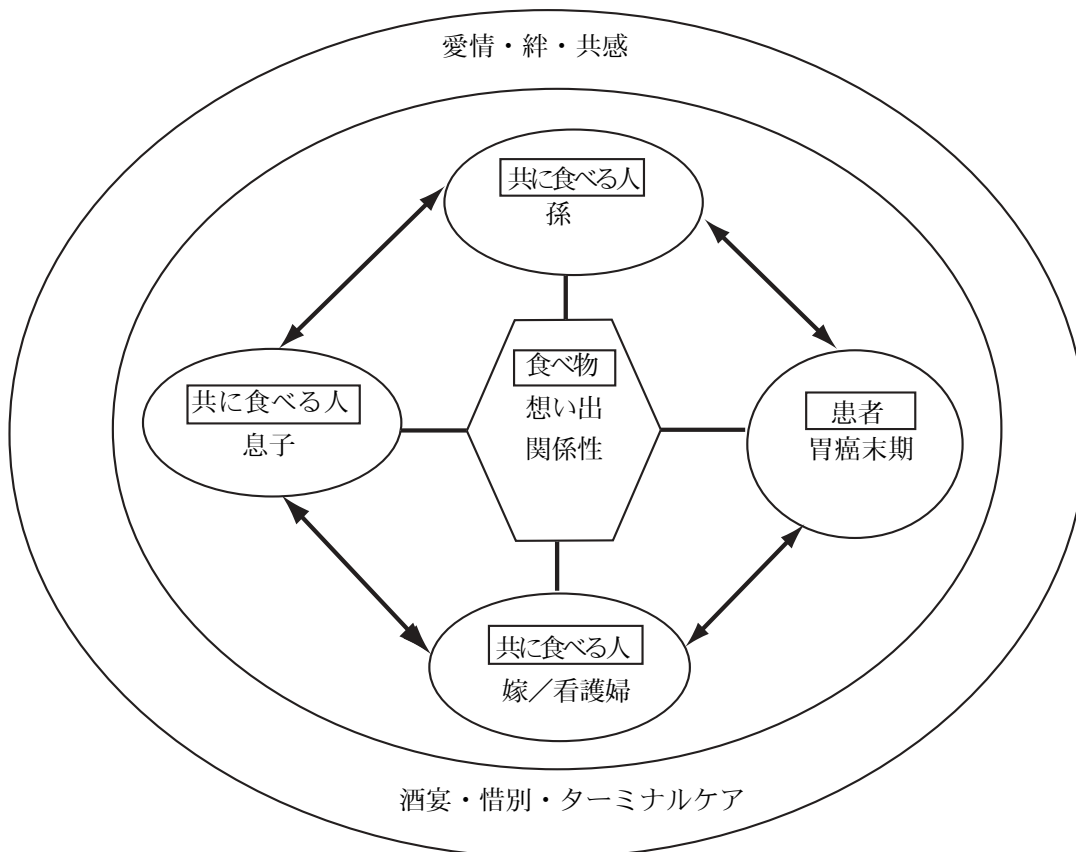 愛情・絆・共感
共に食べる人
孫
食べ物
想い出
関係性
共に食べる人
息子
患者
胃癌末期
共に食べる人
嫁／看護婦
酒宴・惜別・ターミナルケア